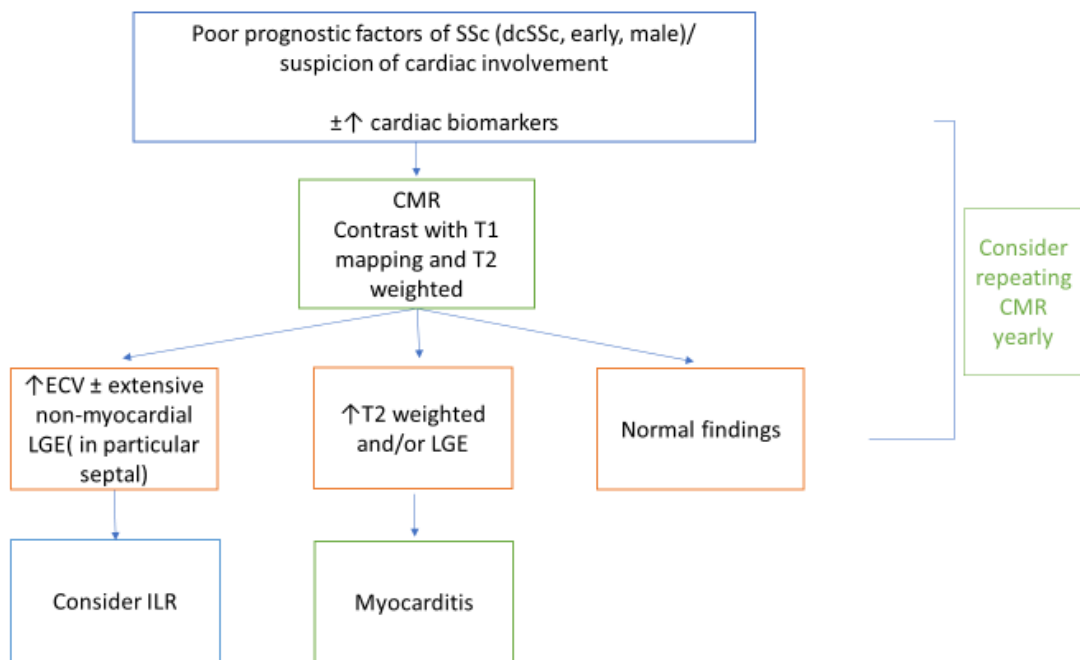 Poor prognostic factors of SSc (dcSSc, early, male)/
suspicion of cardiac involvement
±↑ cardiac biomarkers
CMR
Contrast with T1
mapping and T2
weighted
Consider
repeating
CMR
yearly
↑ECV ± extensive
non-myocardial
LGE( in particular
septal)
↑T2 weighted
and/or LGE
Normal findings
Consider ILR
Myocarditis